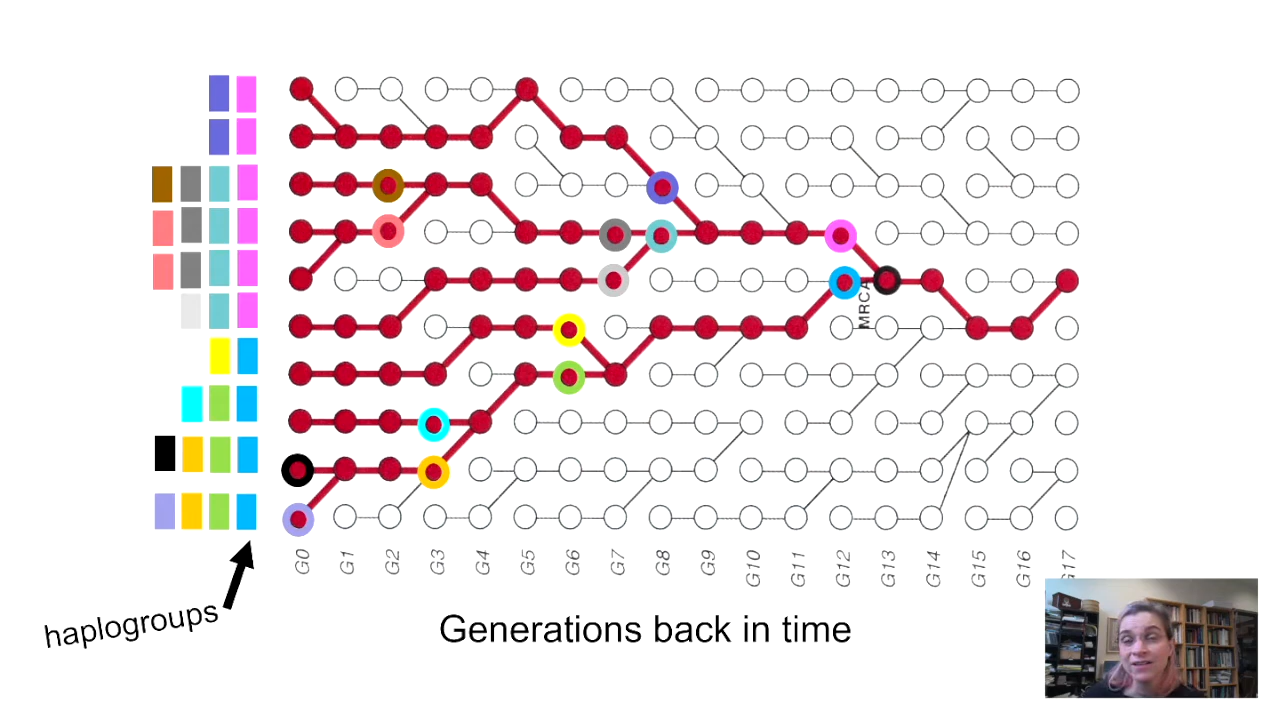 MRCA
G0 G1 G2 G3 G4 G5 G6 G7 G8 G9 G10 G11 G12 G13 G14 G15 G16 G17
haplogroups
Generations back in time